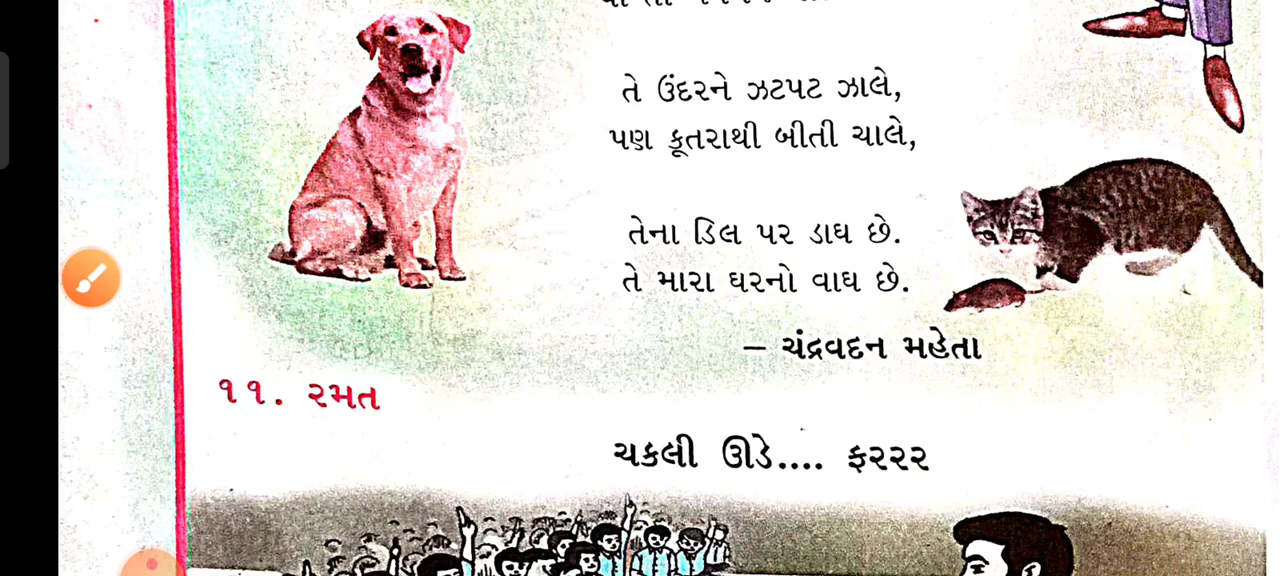 તે ઉંદરને ઝટપટ ઝાલે,
પણ કૂતરાથી બીતી ચાલે,
તેના ડિલ પર ડાઘ છે.
તે મારા ઘરનો વાઘ છે.
– ચંદ્રવદન મહેતા
૧૧. રમત
ચકલી ઊડે.... ફરરર